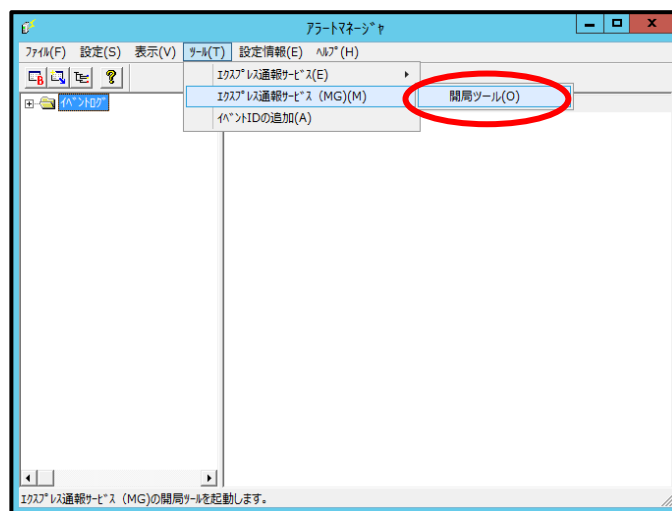 アラートマネージャ
ファイル(F) 設定(S) 表示(V) ツール(T) 設定情報(E) ヘルプ(H)
エクスプレス通報サービス(E)
エクスプレス通報サービス (MG)(M) 開局ツール(O)
イベントIDの追加(A)
イベントログ
エクスプレス通報サービス (MG)の開局ツールを起動します。